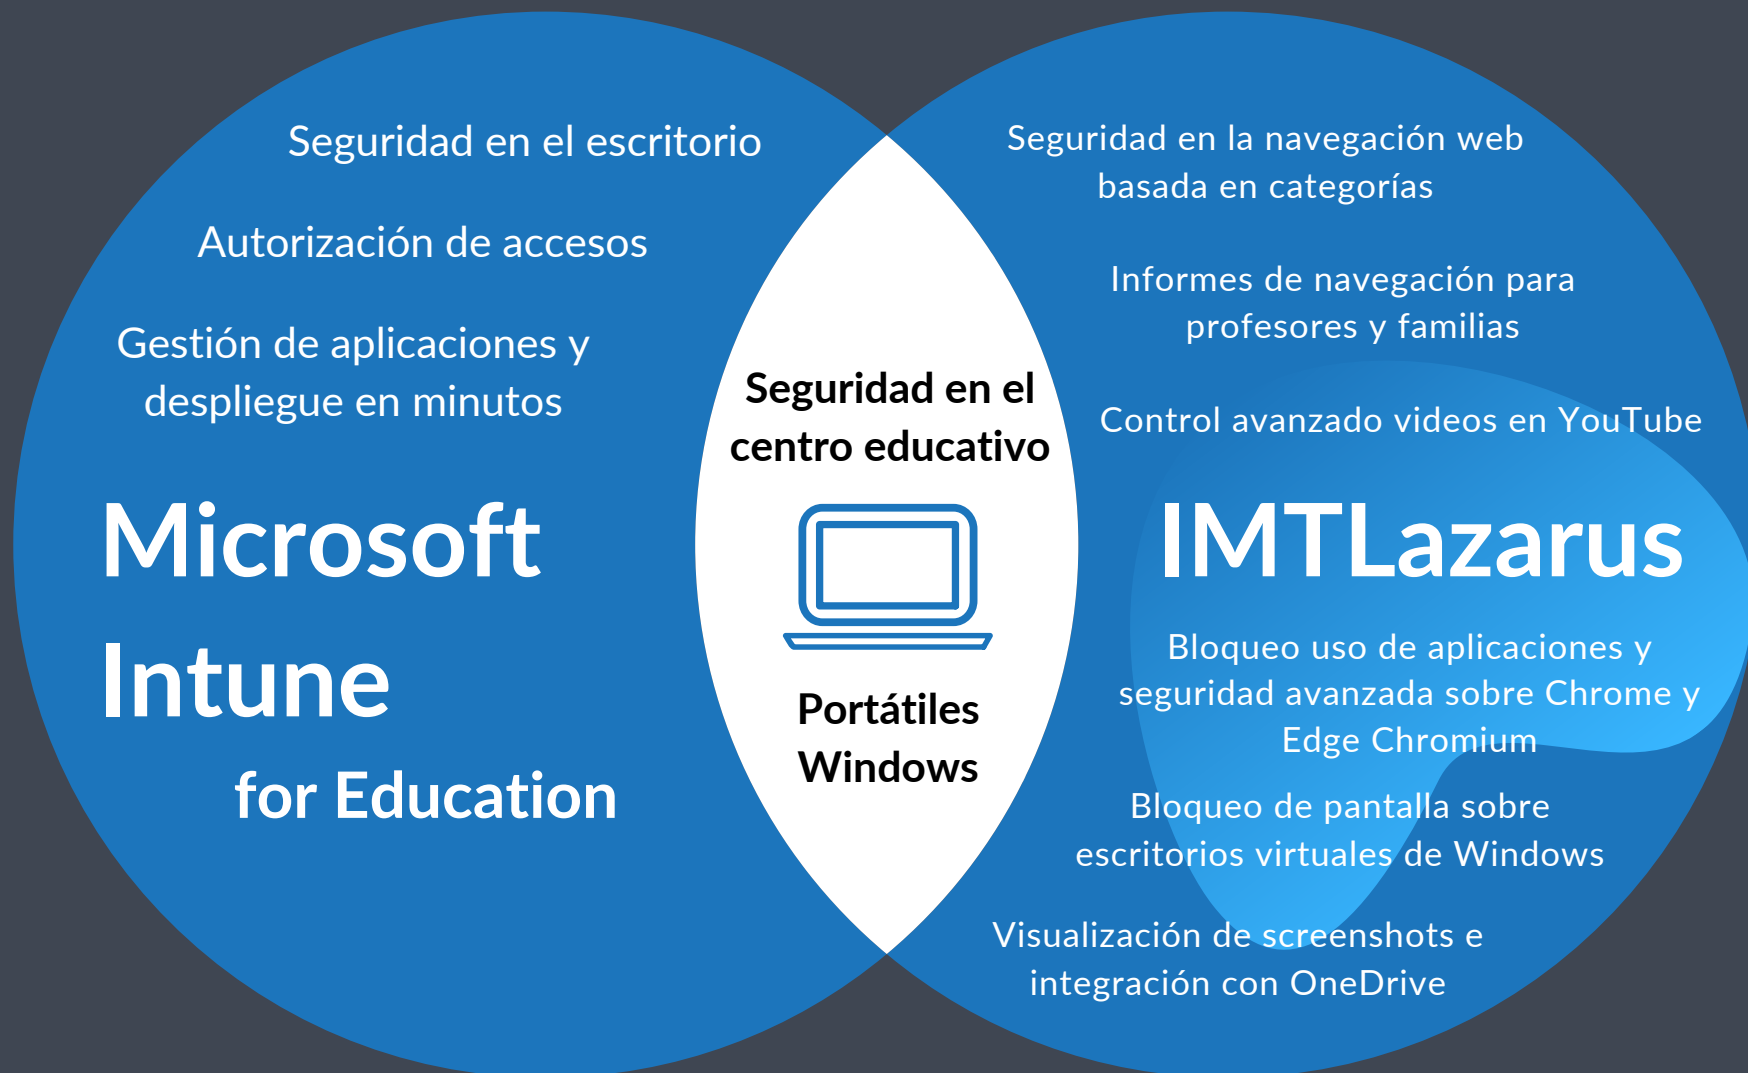 Seguridad en el escritorio
Autorización de accesos
Gestión de aplicaciones y
despliegue en minutos
Microsoft
Intune
for Education
Seguridad en el
centro educativo
Portátiles
Windows
Seguridad en la navegación web
basada en categorías
Informes de navegación para
profesores y familias
Control avanzado videos en YouTube
IMTLazarus
Bloqueo uso de aplicaciones y
seguridad avanzada sobre Chrome y
Edge Chromium
Bloqueo de pantalla sobre
escritorios virtuales de Windows
Visualización de screenshots e
integración con OneDrive